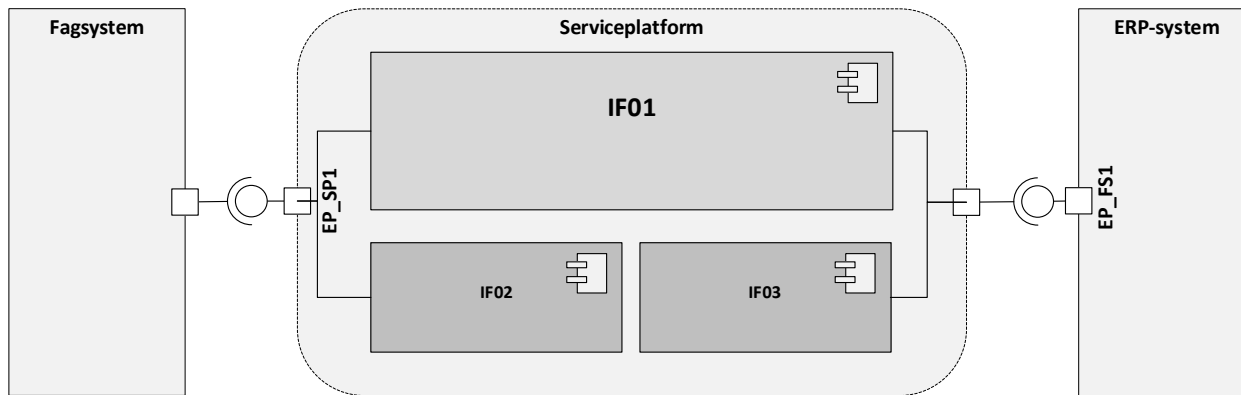 Fagsystem
Serviceplatform
ERP-system
IF01
EP_SP1
EP_FS1
IF02
IF03